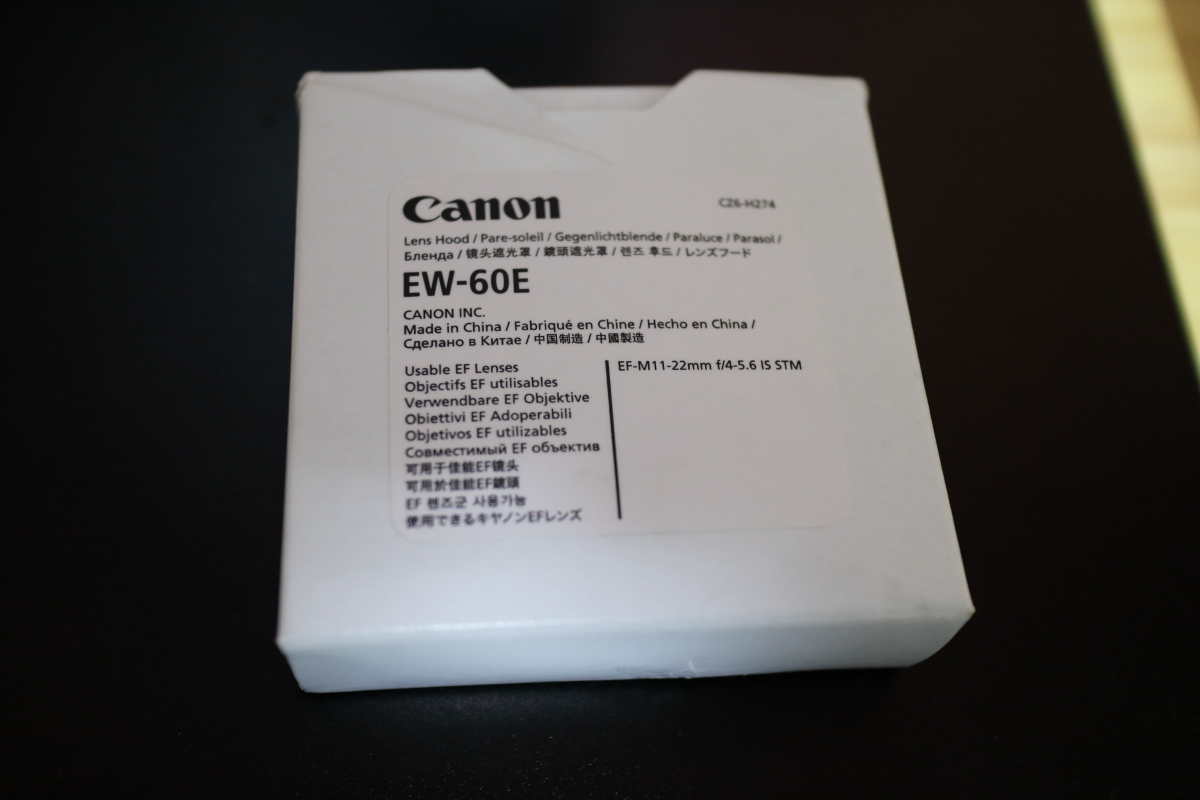 Canon
CZ6-H274
Lens Hood / Pare-soleil / Gegenlichtblende / Paraluce / Parasol /
Бленда / 镜头遮光罩 / 鏡頭遮光罩 / 렌즈 후드 / レンズフード
EW-60E
CANON INC.
Made in China / Fabriqué en Chine / Hecho en China /
Сделано в Китае / 中国制造 / 中國製造
Usable EF Lenses
Objectifs EF utilisables
Verwendbare EF Objektive
Obiettivi EF Adoperabili
Objetivos EF utilizables
Совместимый EF объектив
可用于佳能EF镜头
可用於佳能EF鏡頭
EF 렌즈군 사용가능
使用できるキヤノンEFレンズ
EF-M11-22mm f/4-5.6 IS STM